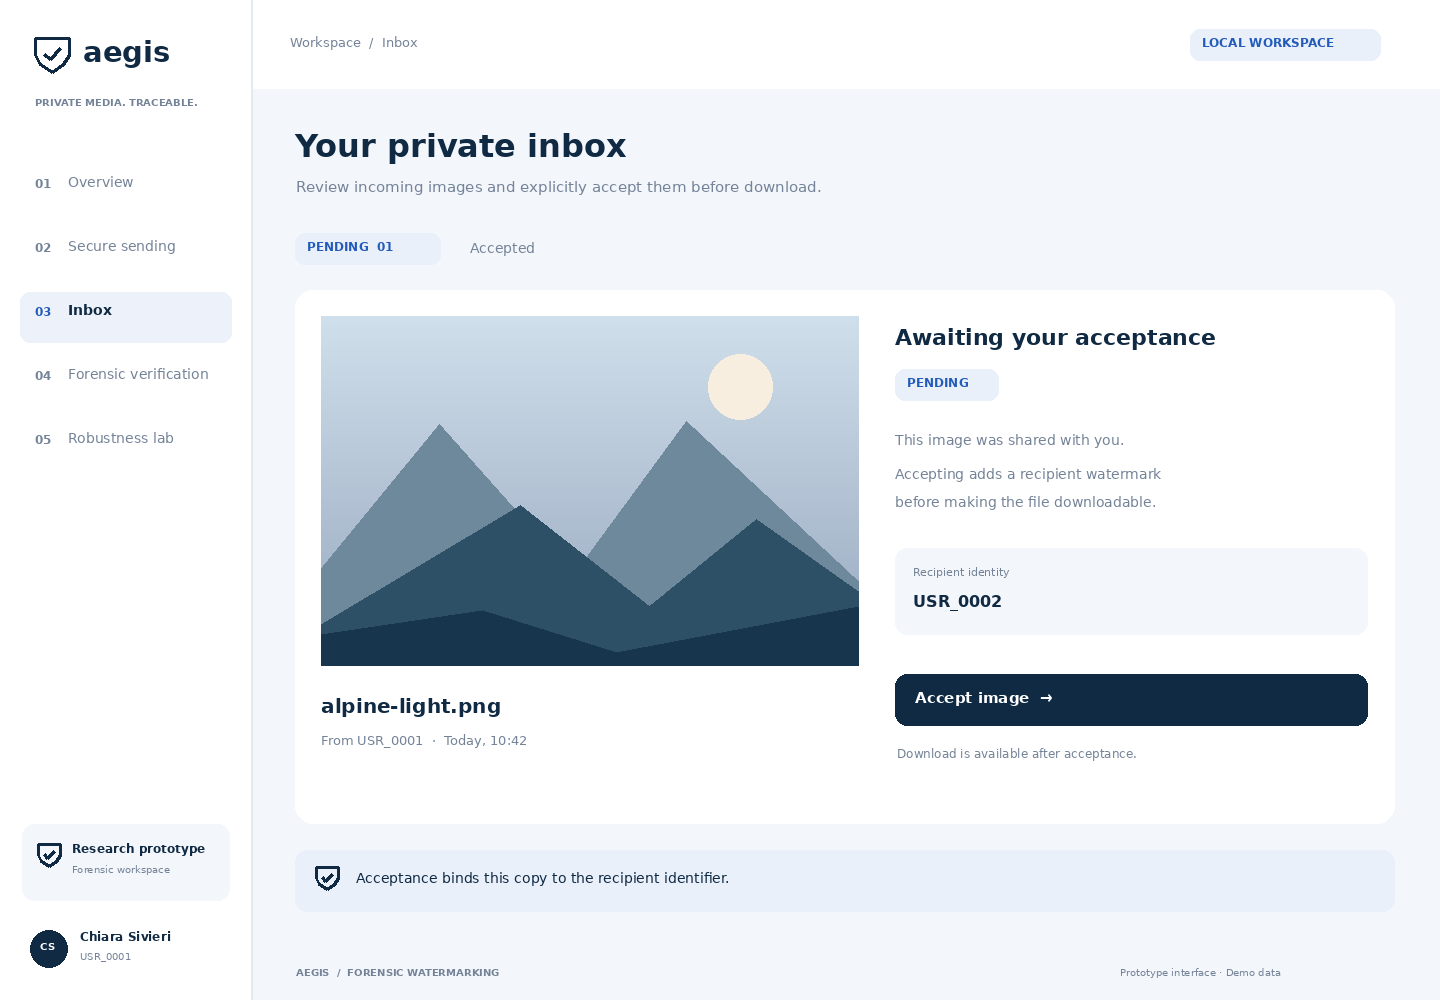 aegis
PRIVATE MEDIA. TRACEABLE.
01 Overview
02 Secure sending
03 Inbox
04 Forensic verification
05 Robustness lab
Research prototype
Forensic workspace
CS
Chiara Sivieri
USR_0001
Workspace / Inbox
LOCAL WORKSPACE
Your private inbox
Review incoming images and explicitly accept them before download.
PENDING 01
Accepted
alpine-light.png
From USR_0001 · Today, 10:42
Awaiting your acceptance
PENDING
This image was shared with you.
Accepting adds a recipient watermark
before making the file downloadable.
Recipient identity
USR_0002
Accept image →
Download is available after acceptance.
Acceptance binds this copy to the recipient identifier.
AEGIS / FORENSIC WATERMARKING
Prototype interface · Demo data